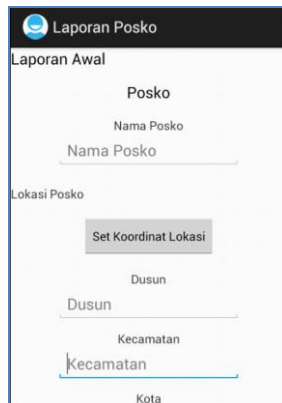 Laporan Posko
Laporan Awal
Posko
Nama Posko
Nama Posko
Lokasi Posko
Set Koordinat Lokasi
Dusun
Dusun
Kecamatan
Kecamatan
Kota